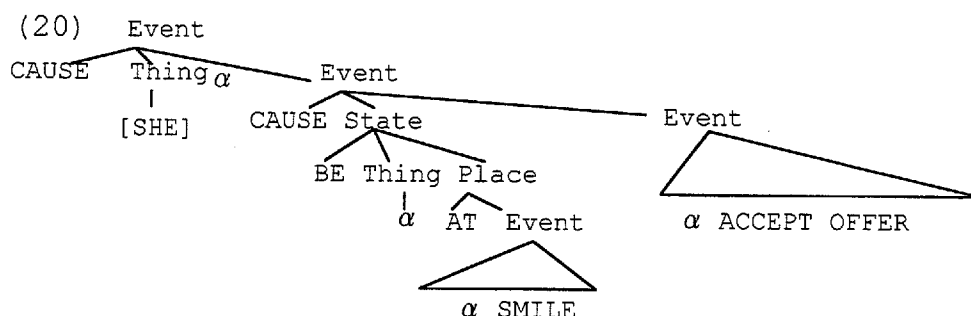 (20) Event
CAUSE Thing α Event
[SHE] CAUSE State Event
BE Thing Place
α AT Event α ACCEPT OFFER
α SMILE